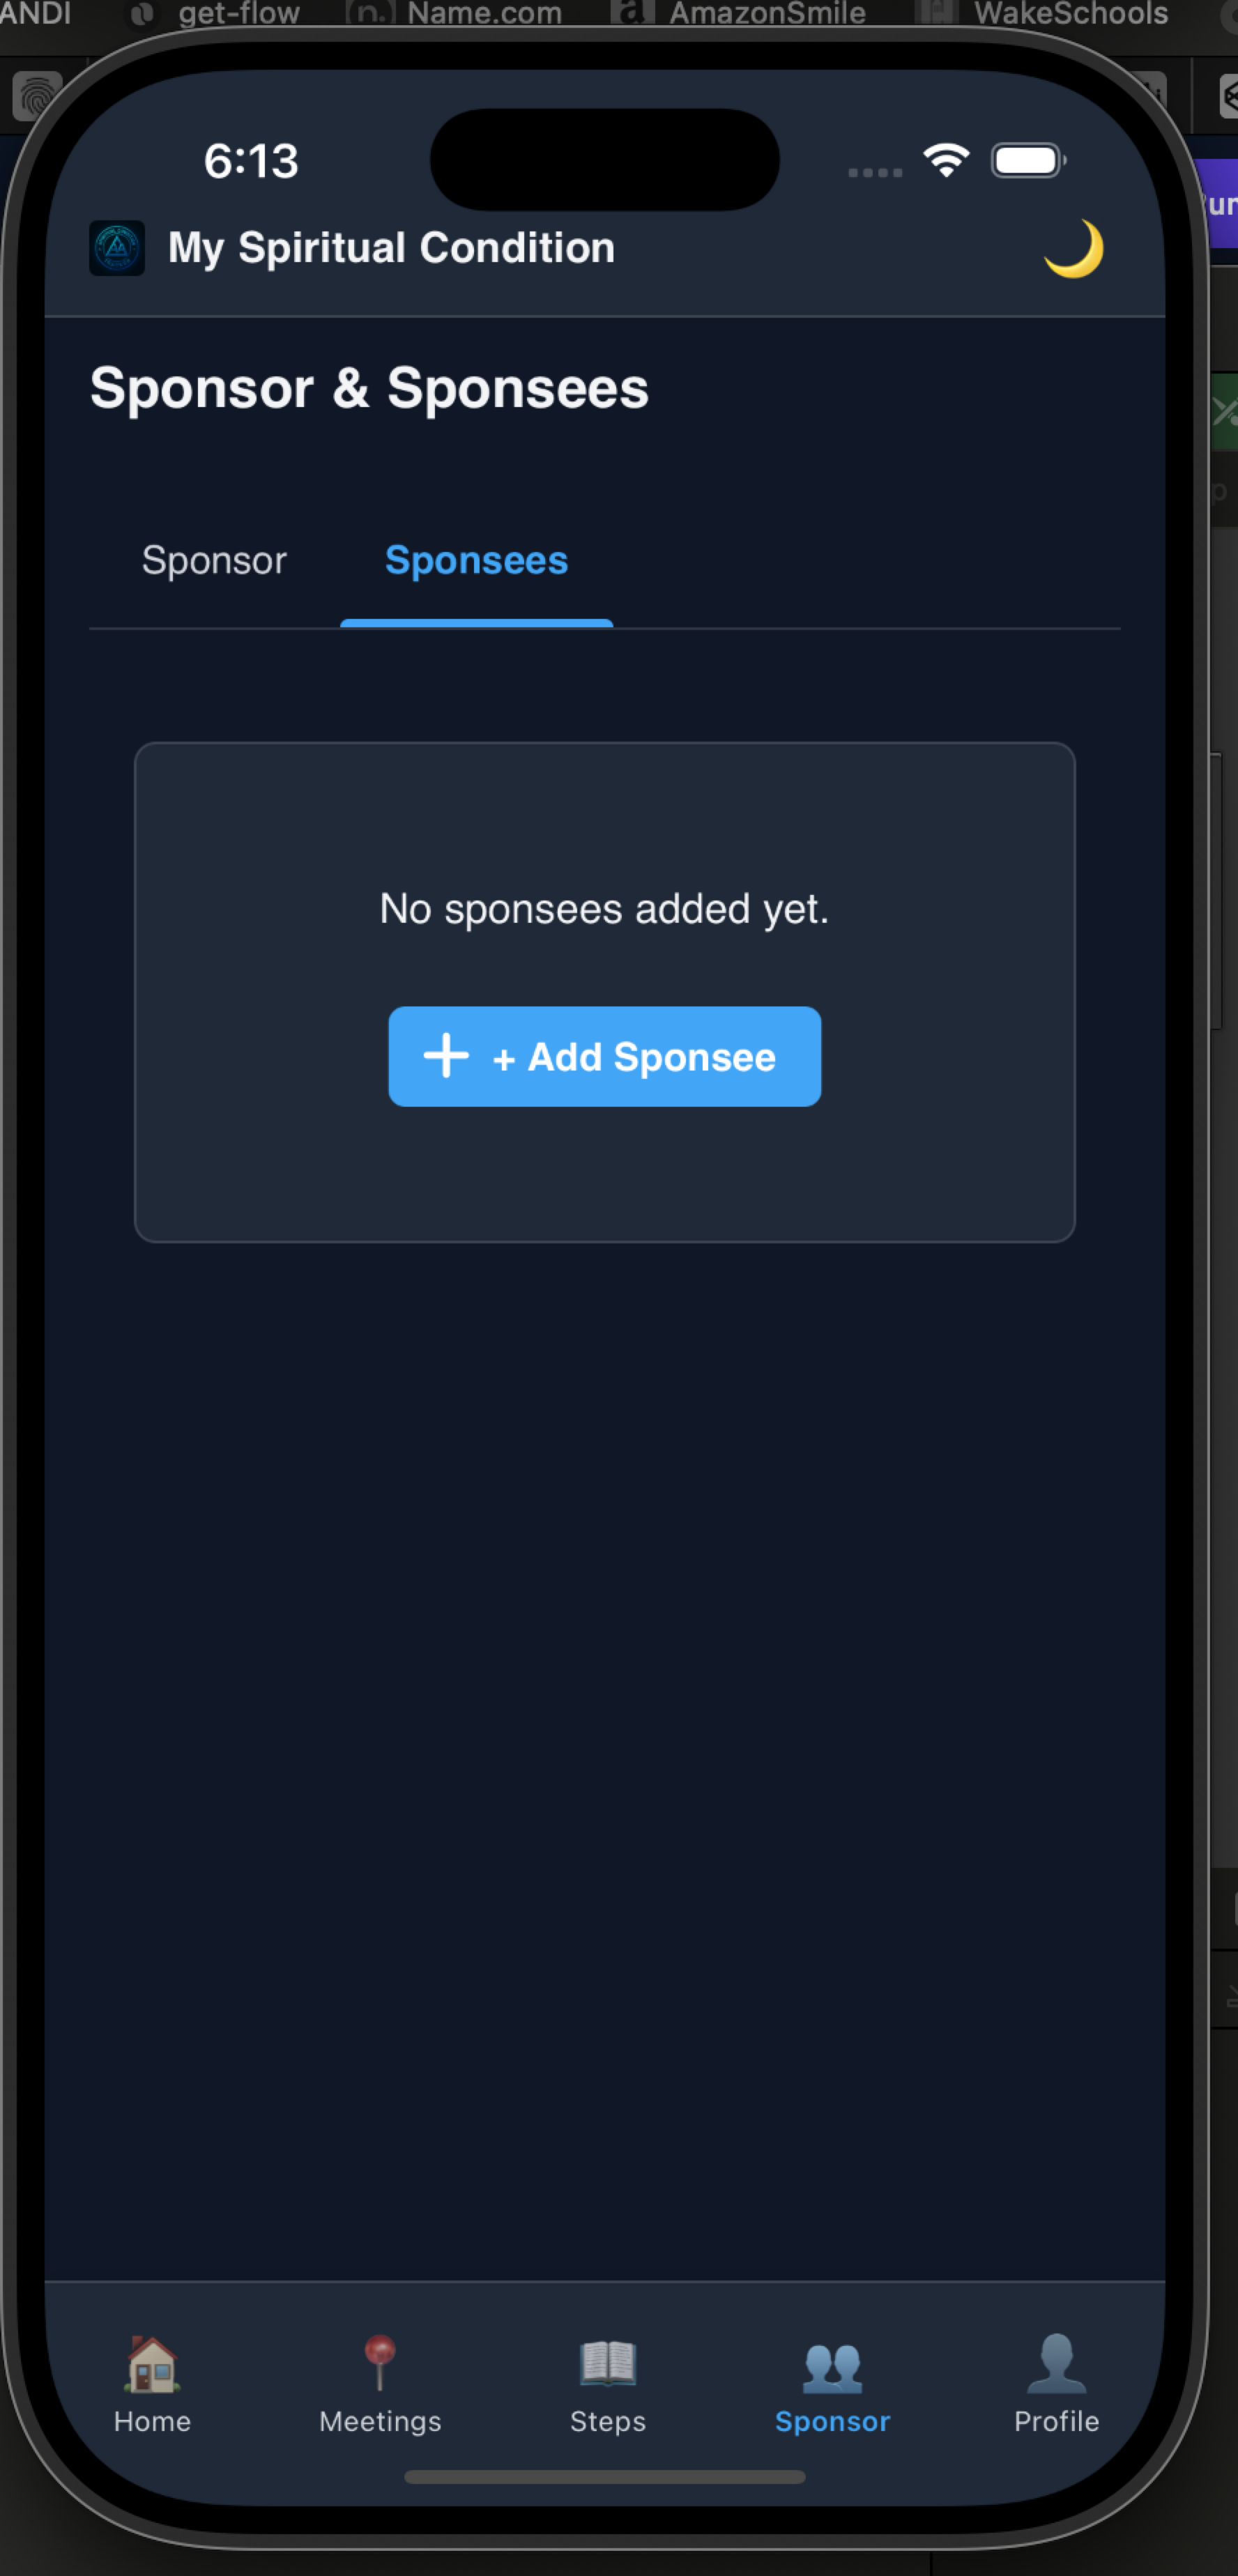 ANDI get-flow n. Name.com a AmazonSmile WakeSchools
6:13
My Spiritual Condition
Sponsor & Sponsees
Sponsor Sponsees
No sponsees added yet.
+ + Add Sponsee
Home Meetings Steps Sponsor Profile